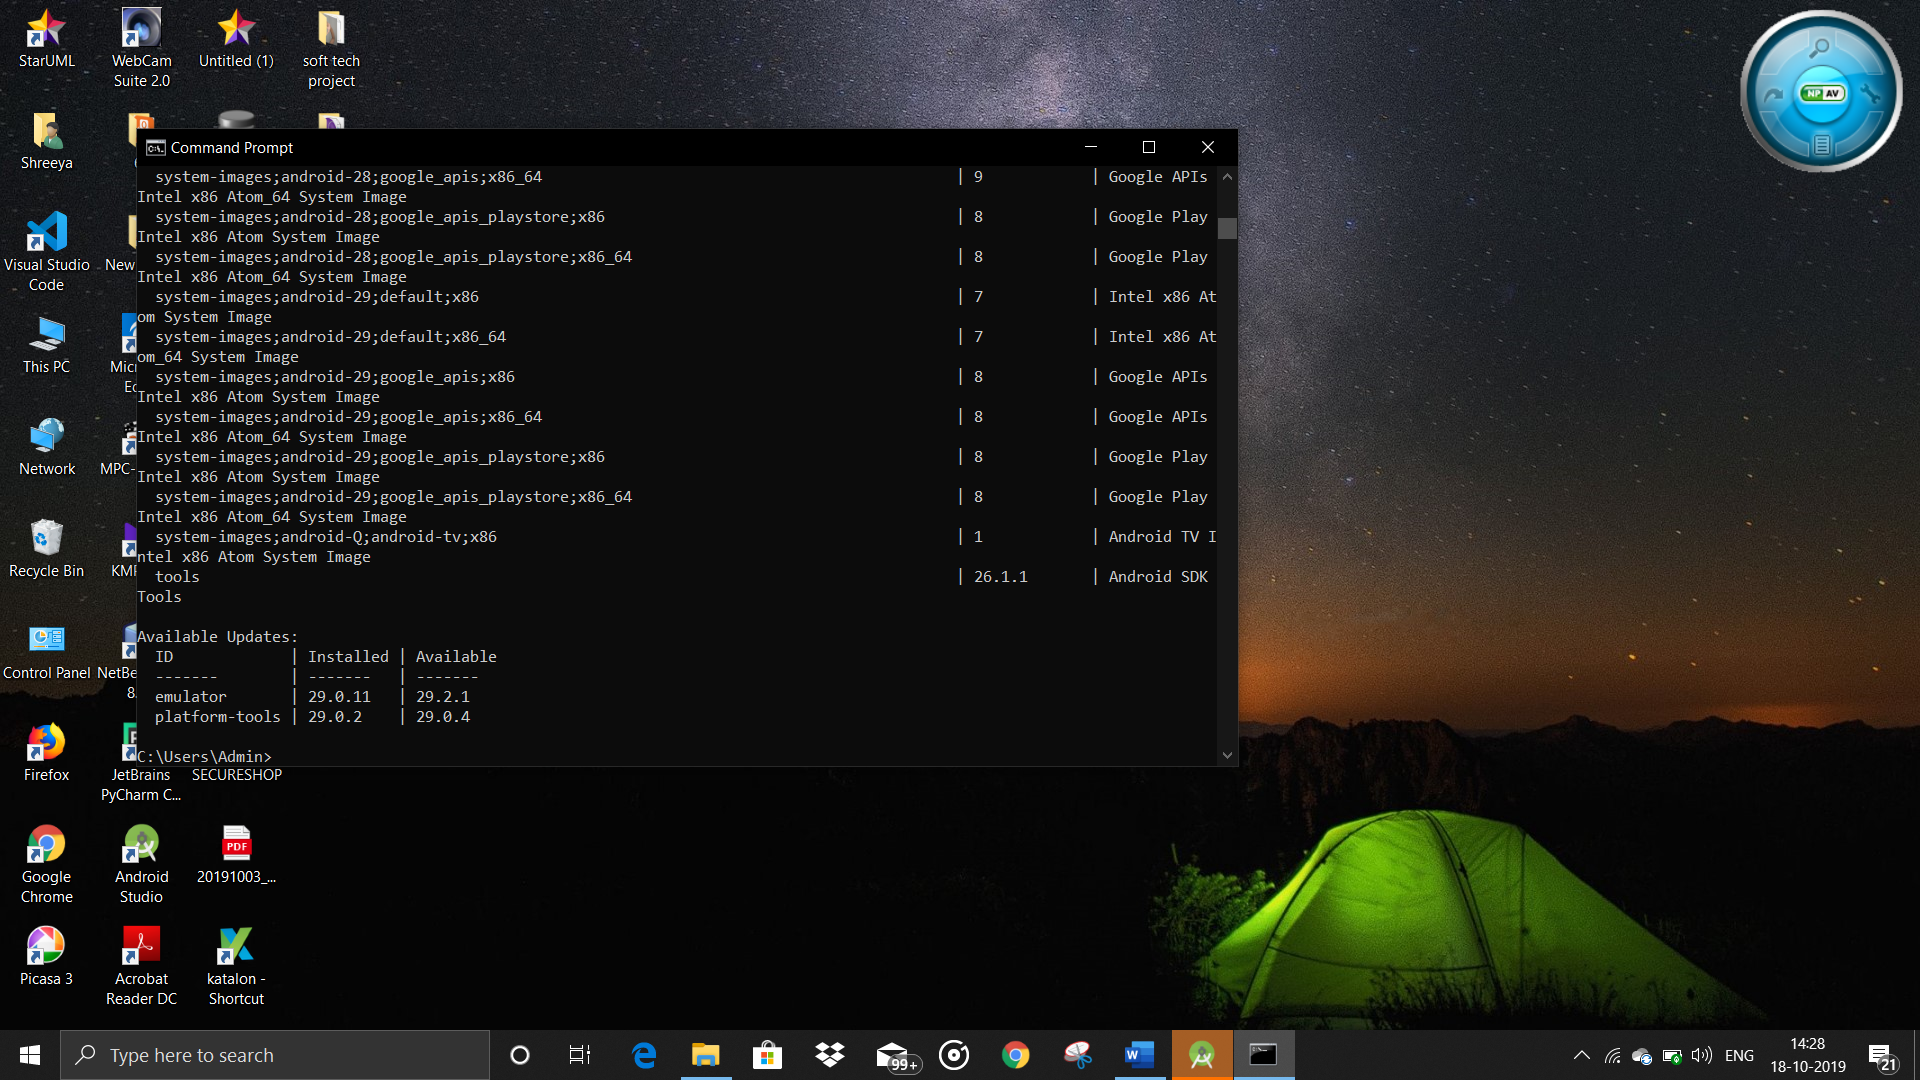 StarUML
WebCam
Suite 2.0
Untitled (1)
soft tech
project
NP AV
Shreeya
Command Prompt
system-images;android-28;google_apis;x86_64 | 9 | Google APIs
Intel x86 Atom_64 System Image
system-images;android-28;google_apis_playstore;x86 | 8 | Google Play
Intel x86 Atom System Image
system-images;android-28;google_apis_playstore;x86_64 | 8 | Google Play
Intel x86 Atom_64 System Image
system-images;android-29;default;x86 | 7 | Intel x86 At
om System Image
system-images;android-29;default;x86_64 | 7 | Intel x86 At
om_64 System Image
system-images;android-29;google_apis;x86 | 8 | Google APIs
Intel x86 Atom System Image
system-images;android-29;google_apis;x86_64 | 8 | Google APIs
Intel x86 Atom_64 System Image
system-images;android-29;google_apis_playstore;x86 | 8 | Google Play
Intel x86 Atom System Image
system-images;android-29;google_apis_playstore;x86_64 | 8 | Google Play
Intel x86 Atom_64 System Image
system-images;android-Q;android-tv;x86 | 1 | Android TV I
ntel x86 Atom System Image
tools | 26.1.1 | Android SDK
Tools
Available Updates:
ID | Installed | Available
------- | ------- | -------
emulator | 29.0.11 | 29.2.1
platform-tools | 29.0.2 | 29.0.4
C:\Users\Admin>
Visual Studio
Code
New
This PC
Micr
Ec
Network
MPC-
Recycle Bin
KMP
Control Panel
NetBe
8.
Firefox
JetBrains
PyCharm C...
SECURESHOP
Google
Chrome
Android
Studio
PDF
20191003_...
Picasa 3
Acrobat
Reader DC
katalon -
Shortcut
Type here to search
99+
ENG
14:28
18-10-2019
21